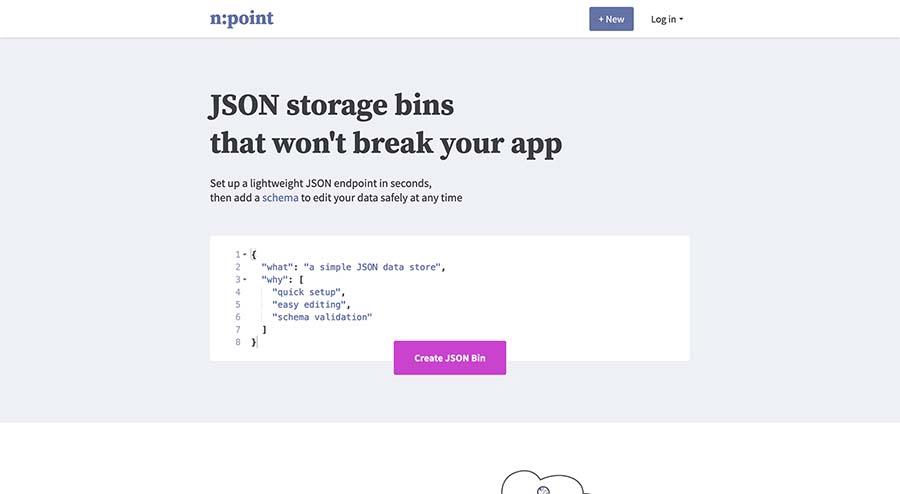 n:point
+ New
Log in
JSON storage bins
that won't break your app
Set up a lightweight JSON endpoint in seconds,
then add a schema to edit your data safely at any time
1 {
2 "what": "a simple JSON data store",
3 "why": [
4 "quick setup",
5 "easy editing",
6 "schema validation"
7 ]
8 }
Create JSON Bin